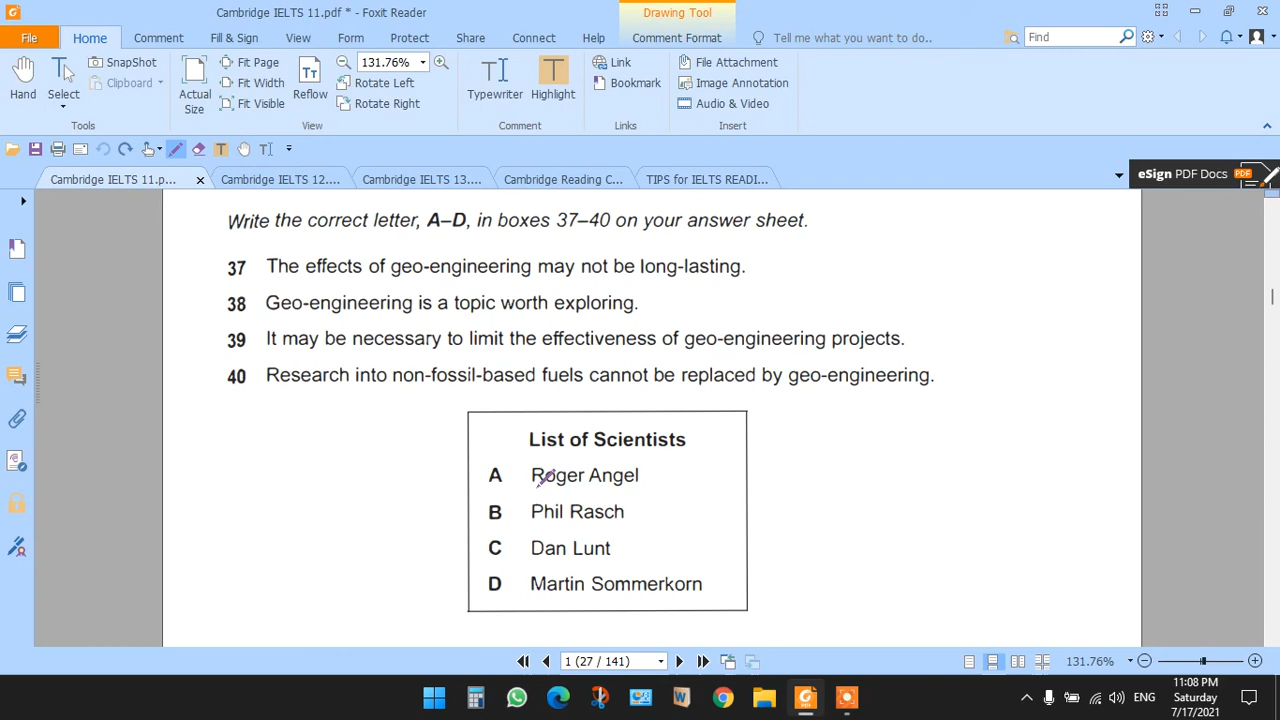 Cambridge IELTS 11.pdf * - Foxit Reader
Drawing Tool
File Home Comment Fill & Sign View Form Protect Share Connect Help Comment Format Tell me what you want to do.. Find
Hand
Select
SnapShot
Clipboard
Tools
Actual Size
Fit Page
Fit Width
Fit Visible
Reflow
131.76%
Rotate Left
Rotate Right
View
Typewriter
Highlight
Comment
Link
Bookmark
Links
File Attachment
Image Annotation
Audio & Video
Insert
Cambridge IELTS 11.p... Cambridge IELTS 12.... Cambridge IELTS 13.... Cambridge Reading C... TIPS for IELTS READI...
eSign PDF Docs PDF
Write the correct letter, A–D, in boxes 37–40 on your answer sheet.
37 The effects of geo-engineering may not be long-lasting.
38 Geo-engineering is a topic worth exploring.
39 It may be necessary to limit the effectiveness of geo-engineering projects.
40 Research into non-fossil-based fuels cannot be replaced by geo-engineering.
List of Scientists
A Roger Angel
B Phil Rasch
C Dan Lunt
D Martin Sommerkorn
1 (27 / 141)
131.76%
ENG
11:08 PM
Saturday
7/17/2021